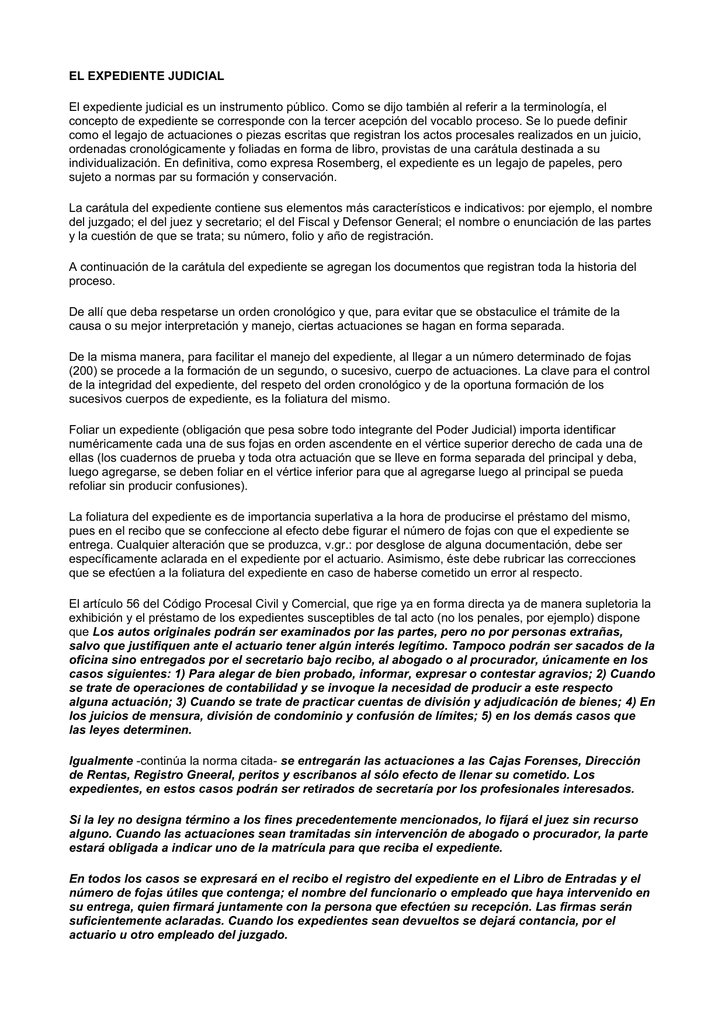 EL EXPEDIENTE JUDICIAL
El expediente judicial es un instrumento público. Como se dijo también al referir a la terminología, el
concepto de expediente se corresponde con la tercer acepción del vocablo proceso. Se lo puede definir
como el legajo de actuaciones o piezas escritas que registran los actos procesales realizados en un juicio,
ordenadas cronológicamente y foliadas en forma de libro, provistas de una carátula destinada a su
individualización. En definitiva, como expresa Rosemberg, el expediente es un legajo de papeles, pero
sujeto a normas par su formación y conservación.
La carátula del expediente contiene sus elementos más característicos e indicativos: por ejemplo, el nombre
del juzgado; el del juez y secretario; el del Fiscal y Defensor General; el nombre o enunciación de las partes
y la cuestión de que se trata; su número, folio y año de registración.
A continuación de la carátula del expediente se agregan los documentos que registran toda la historia del
proceso.
De allí que deba respetarse un orden cronológico y que, para evitar que se obstaculice el trámite de la
causa o su mejor interpretación y manejo, ciertas actuaciones se hagan en forma separada.
De la misma manera, para facilitar el manejo del expediente, al llegar a un número determinado de fojas
(200) se procede a la formación de un segundo, o sucesivo, cuerpo de actuaciones. La clave para el control
de la integridad del expediente, del respeto del orden cronológico y de la oportuna formación de los
sucesivos cuerpos de expediente, es la foliatura del mismo.
Foliar un expediente (obligación que pesa sobre todo integrante del Poder Judicial) importa identificar
numéricamente cada una de sus fojas en orden ascendente en el vértice superior derecho de cada una de
ellas (los cuadernos de prueba y toda otra actuación que se lleve en forma separada del principal y deba,
luego agregarse, se deben foliar en el vértice inferior para que al agregarse luego al principal se pueda
refoliar sin producir confusiones).
La foliatura del expediente es de importancia superlativa a la hora de producirse el préstamo del mismo,
pues en el recibo que se confeccione al efecto debe figurar el número de fojas con que el expediente se
entrega. Cualquier alteración que se produzca, v.gr.: por desglose de alguna documentación, debe ser
específicamente aclarada en el expediente por el actuario. Asimismo, éste debe rubricar las correcciones
que se efectúen a la foliatura del expediente en caso de haberse cometido un error al respecto.
El artículo 56 del Código Procesal Civil y Comercial, que rige ya en forma directa ya de manera supletoria la
exhibición y el préstamo de los expedientes susceptibles de tal acto (no los penales, por ejemplo) dispone
que Los autos originales podrán ser examinados por las partes, pero no por personas extrañas,
salvo que justifiquen ante el actuario tener algún interés legítimo. Tampoco podrán ser sacados de la
oficina sino entregados por el secretario bajo recibo, al abogado o al procurador, únicamente en los
casos siguientes: 1) Para alegar de bien probado, informar, expresar o contestar agravios; 2) Cuando
se trate de operaciones de contabilidad y se invoque la necesidad de producir a este respecto
alguna actuación; 3) Cuando se trate de practicar cuentas de división y adjudicación de bienes; 4) En
los juicios de mensura, división de condominio y confusión de límites; 5) en los demás casos que
las leyes determinen.
Igualmente -continúa la norma citada- se entregarán las actuaciones a las Cajas Forenses, Dirección
de Rentas, Registro Gneeral, peritos y escribanos al sólo efecto de llenar su cometido. Los
expedientes, en estos casos podrán ser retirados de secretaría por los profesionales interesados.
Si la ley no designa término a los fines precedentemente mencionados, lo fijará el juez sin recurso
alguno. Cuando las actuaciones sean tramitadas sin intervención de abogado o procurador, la parte
estará obligada a indicar uno de la matrícula para que reciba el expediente.
En todos los casos se expresará en el recibo el registro del expediente en el Libro de Entradas y el
número de fojas útiles que contenga; el nombre del funcionario o empleado que haya intervenido en
su entrega, quien firmará juntamente con la persona que efectúen su recepción. Las firmas serán
suficientemente aclaradas. Cuando los expedientes sean devueltos se dejará contancia, por el
actuario u otro empleado del juzgado.